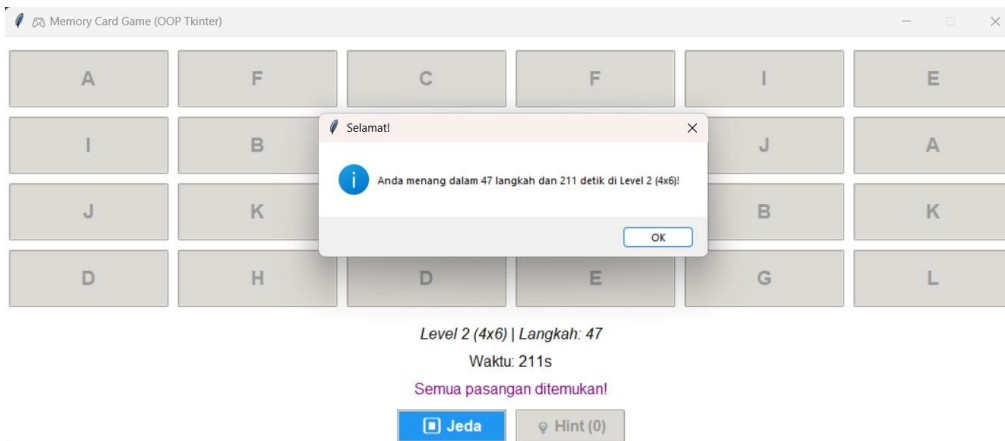 Memory Card Game (OOP Tkinter)
A F C F I E
I B J A
J K B K
D H D E G L
Selamat!
Anda menang dalam 47 langkah dan 211 detik di Level 2 (4x6)!
OK
Level 2 (4x6) | Langkah: 47
Waktu: 211s
Semua pasangan ditemukan!
Jeda Hint (0)